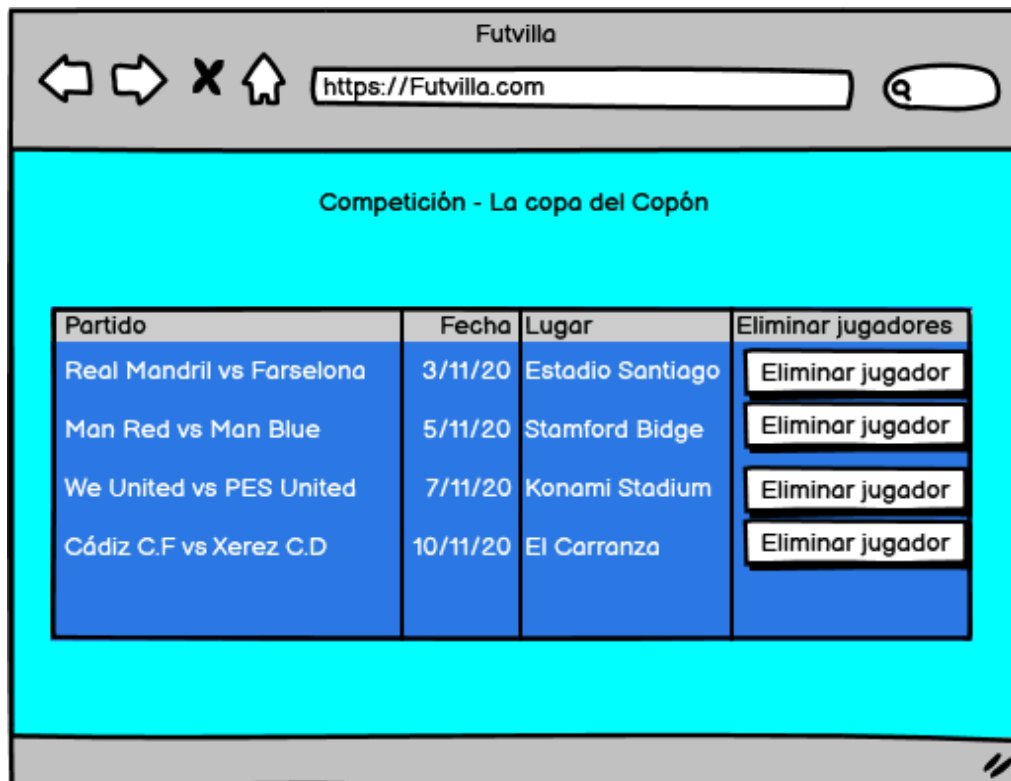 Futvilla
https://Futvilla.com
Competición - La copa del Copón
Partido Fecha Lugar Eliminar jugadores
Real Mandril vs Farselona 3/11/20 Estadio Santiago Eliminar jugador
Man Red vs Man Blue 5/11/20 Stamford Bidge Eliminar jugador
We United vs PES United 7/11/20 Konami Stadium Eliminar jugador
Cádiz C.F vs Xerez C.D 10/11/20 El Carranza Eliminar jugador